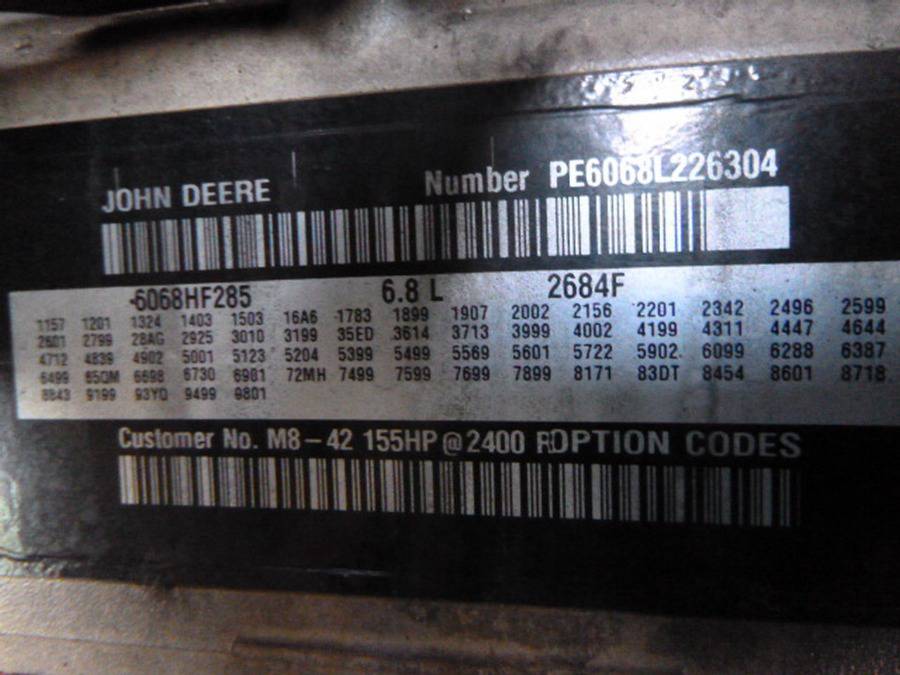 JOHN DEERE Number PE6068L226304
6068HF285 6.8 L 2684F
1157 1201 1324 1403 1503 16A6 1783 1899 1907 2002 2156 2201 2342 2496 2599
2601 2799 28AG 2925 3010 3199 35ED 3614 3713 3999 4002 4199 4311 4447 4644
4712 4839 4902 5001 5123 5204 5399 5499 5569 5601 5722 5902 6099 6288 6387
6499 65QM 6698 6730 6901 72MH 7499 7599 7699 7899 8171 83DT 8454 8601 8718
8843 9199 93YD 9499 9801
Customer No. M8-42 155HP@2400 R OPTION CODES